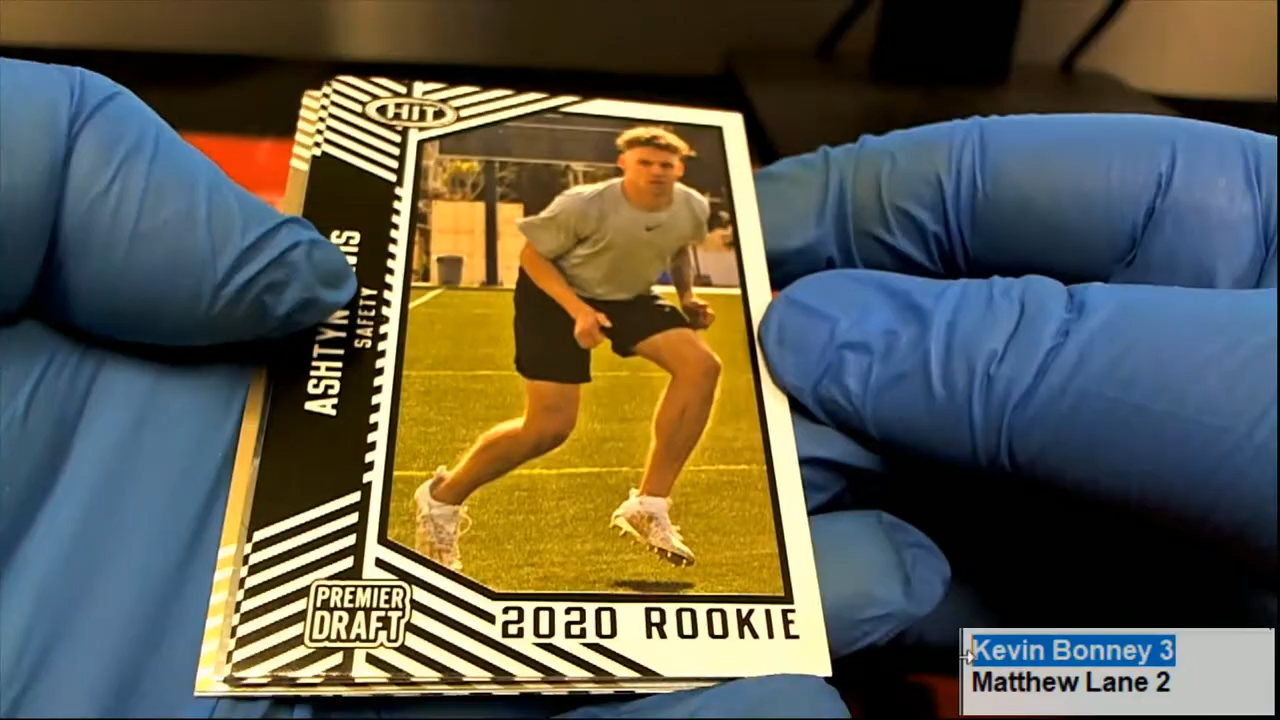 HIT
ASHTYN
SAFETY
PREMIER
DRAFT
2020 ROOKIE
Kevin Bonney 3
Matthew Lane 2